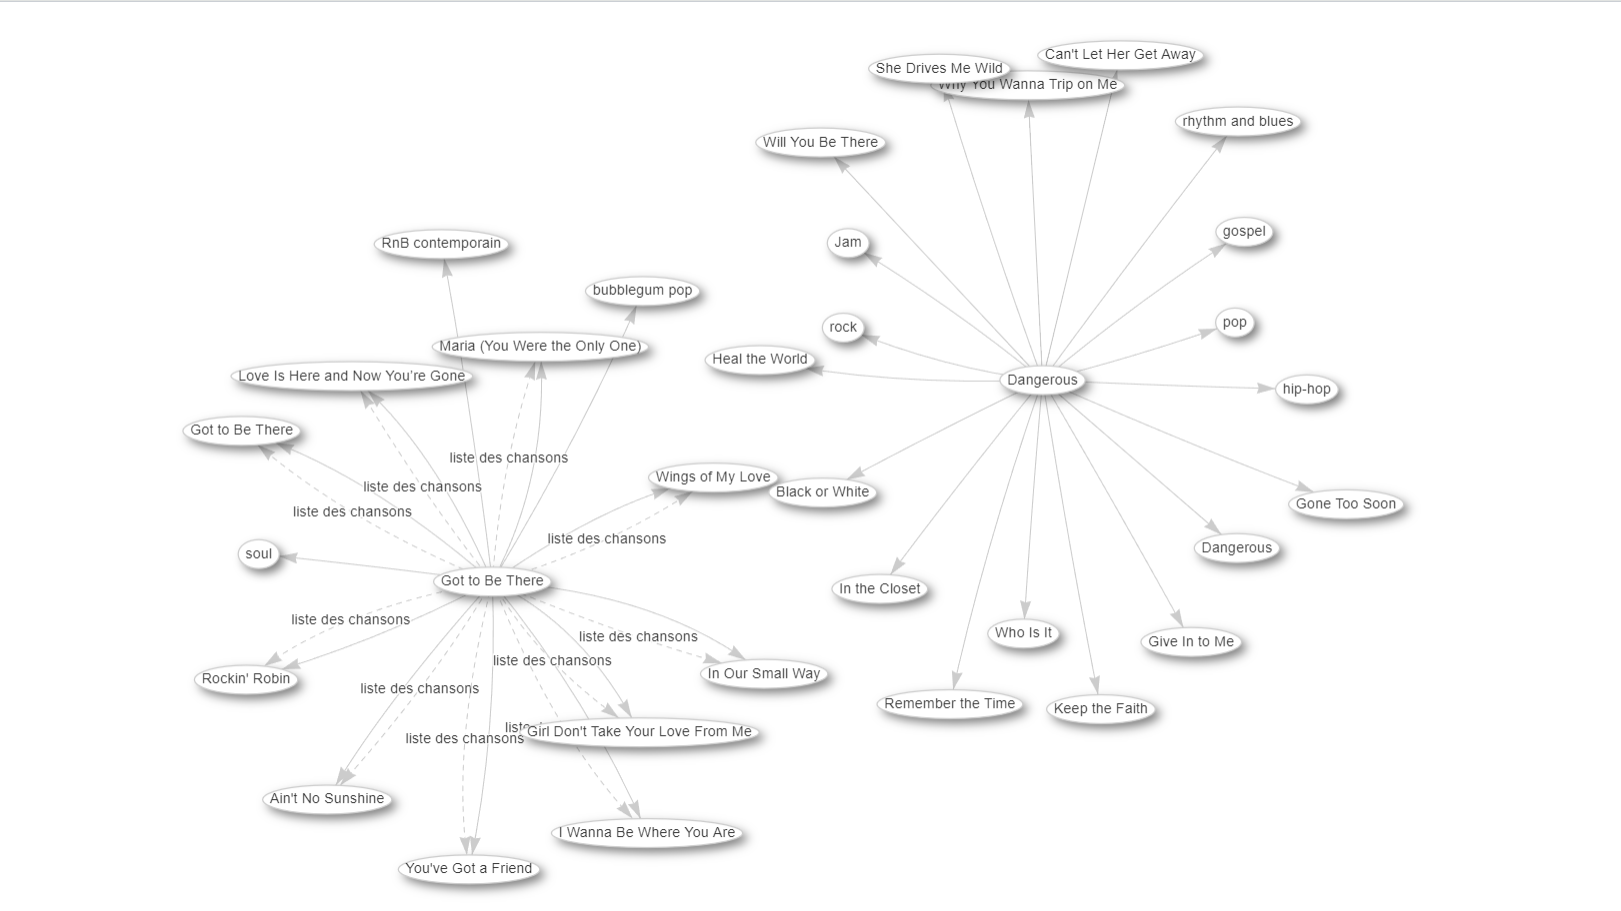 Can't Let Her Get Away
She Drives Me Wild
Why You Wanna Trip on Me
rhythm and blues
Will You Be There
gospel
Jam
RnB contemporain
bubblegum pop
pop
rock
Maria (You Were the Only One)
Heal the World
Love Is Here and Now You're Gone
Dangerous
hip-hop
Got to Be There
liste des chansons
Wings of My Love
liste des chansons
Black or White
Gone Too Soon
liste des chansons
liste des chansons
Dangerous
soul
Got to Be There
In the Closet
liste des chansons
Who Is It
liste des chansons
Give In to Me
liste des chansons
In Our Small Way
Rockin' Robin
liste des chansons
Remember the Time
Keep the Faith
liste
Girl Don't Take Your Love From Me
liste des chansons
Ain't No Sunshine
I Wanna Be Where You Are
You've Got a Friend